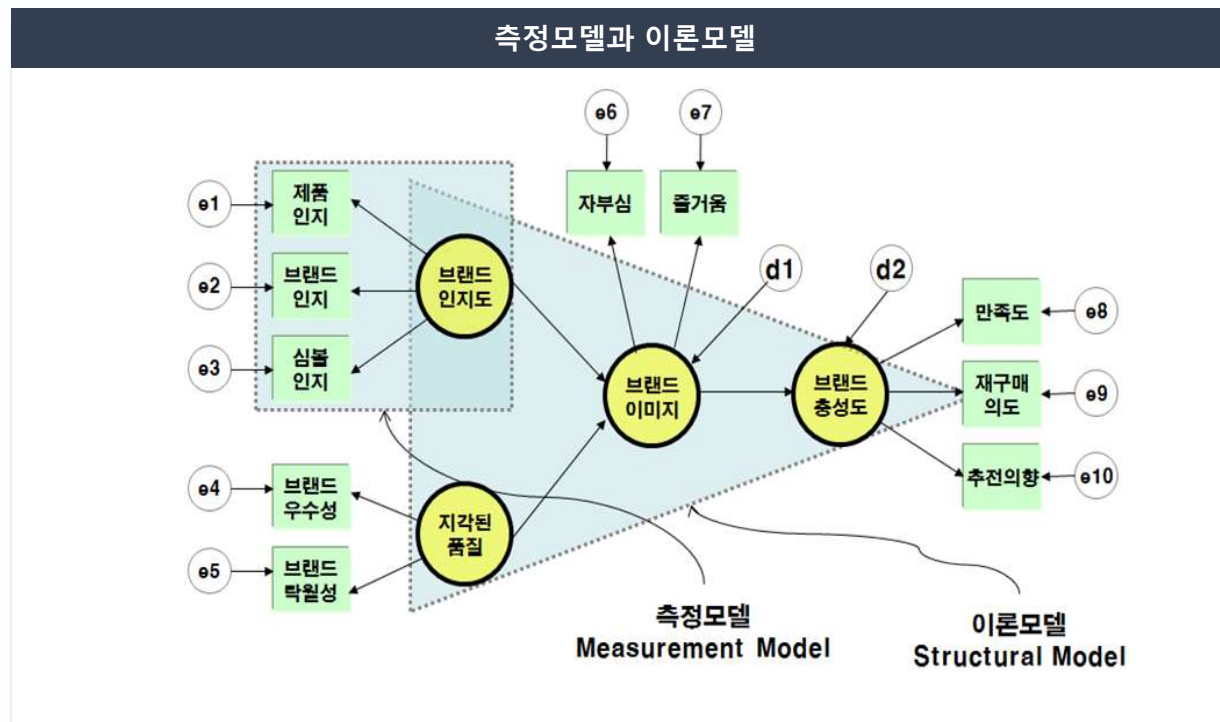 측정모델과 이론모델
e6
e7
자부심
즐거움
e1
제품
인지
e2
브랜드
인지
e3
심볼
인지
브랜드
인지도
d1
d2
브랜드
이미지
브랜드
충성도
만족도
e8
재구매
의도
e9
추전의향
e10
e4
브랜드
우수성
e5
브랜드
탁월성
지각된
품질
측정모델
Measurement Model
이론모델
Structural Model